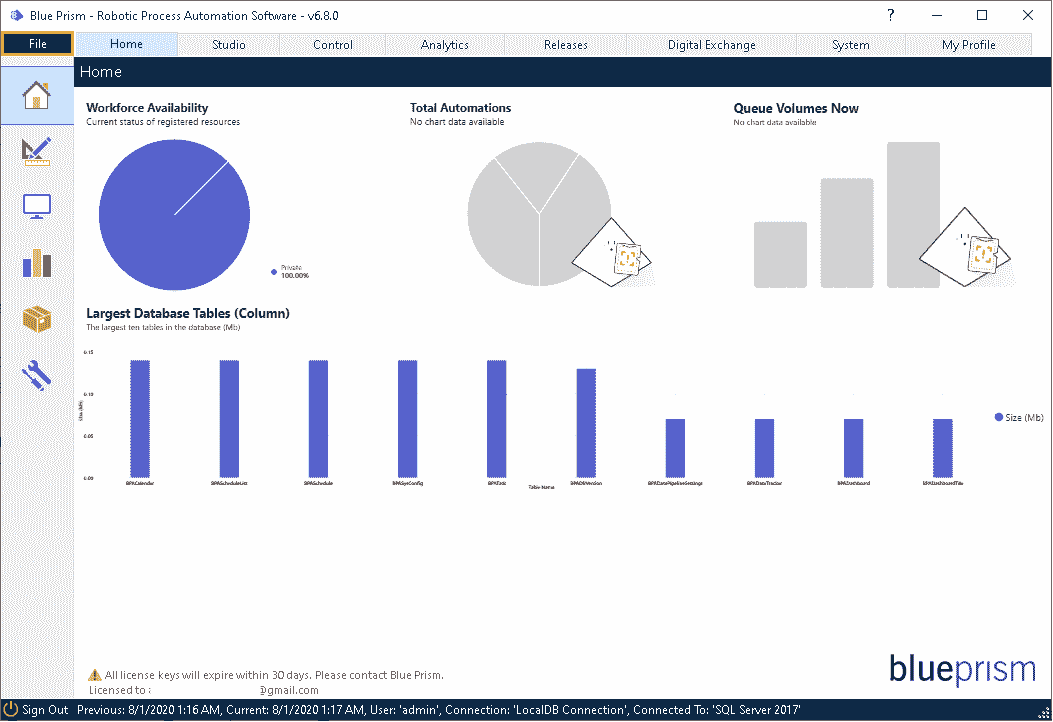 Blue Prism - Robotic Process Automation Software - v6.8.0
?
File Home Studio Control Analytics Releases Digital Exchange System My Profile
Home
Workforce Availability
Current status of registered resources
Private
100.00%
Total Automations
No chart data available
Queue Volumes Now
No chart data available
Largest Database Tables (Column)
The largest ten tables in the database (Mb)
0.15
0.10
0.05
0.00
Size (Mb)
BPACalendar BPAScheduleList BPASchedule BPASysConfig BPATask BPADBVersion BPADataPipelineSettings BPADataTracker BPADashboard BPADashboardTile
Table Name
Size (Mb)
All license keys will expire within 30 days. Please contact Blue Prism.
Licensed to : @gmail.com
blueprism
Sign Out Previous: 8/1/2020 1:16 AM, Current: 8/1/2020 1:17 AM, User: 'admin', Connection: 'LocalDB Connection', Connected To: 'SQL Server 2017'